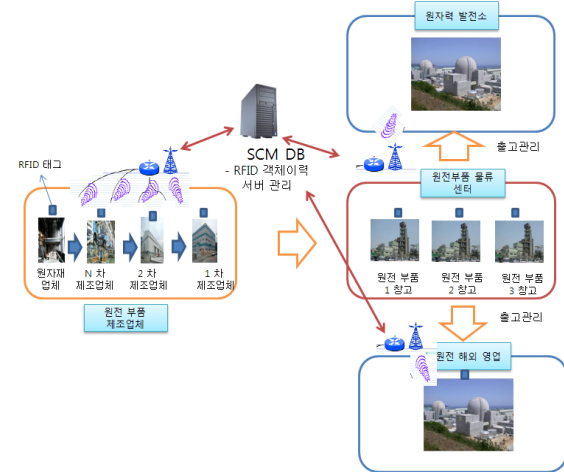 원자력 발전소
SCM DB
- RFID 객체이력
서버 관리
출고관리
RFID 태그
원전부품 물류
센터
원자재
업체
N 차
제조업체
2 차
제조업체
1 차
제조업체
원전 부품
1 창고
원전 부품
2 창고
원전 부품
3 창고
원전 부품
제조업체
출고관리
원전 해외 영업